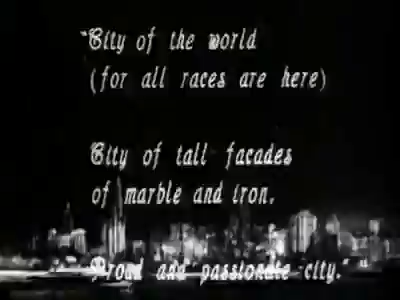 "City of the world
(for all races are here)
City of tall facades
of marble and iron,
Proud and passionate city."